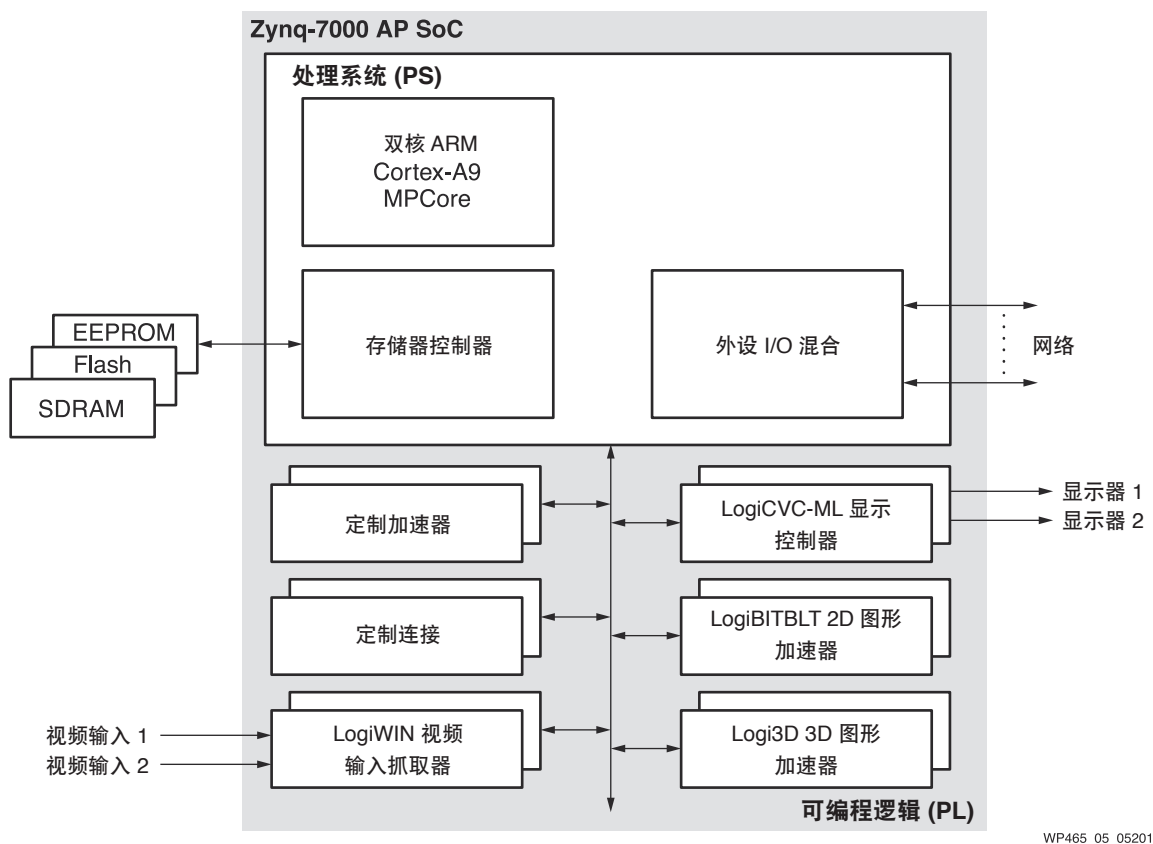 Zynq-7000 AP SoC
处理系统 (PS)
双核 ARM
Cortex-A9
MPCore
EEPROM
Flash
SDRAM
存储器控制器
外设 I/O 混合
网络
定制加速器
LogiCVC-ML 显示
控制器
显示器 1
显示器 2
定制连接
LogiBITBLT 2D 图形
加速器
视频输入 1
视频输入 2
LogiWIN 视频
输入抓取器
Logi3D 3D 图形
加速器
可编程逻辑 (PL)
WP465_05_05201